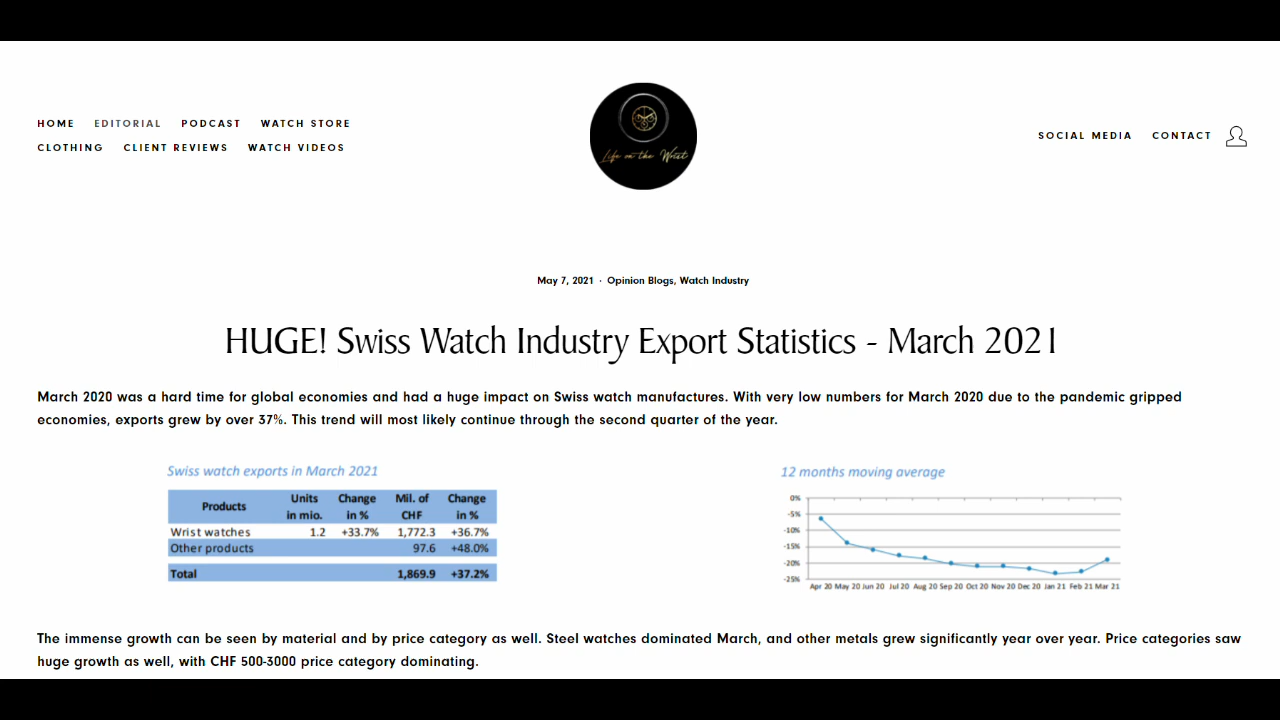 HOME EDITORIAL PODCAST WATCH STORE
CLOTHING CLIENT REVIEWS WATCH VIDEOS
Life on the Wrist
SOCIAL MEDIA CONTACT
May 7, 2021 · Opinion Blogs, Watch Industry
HUGE! Swiss Watch Industry Export Statistics - March 2021
March 2020 was a hard time for global economies and had a huge impact on Swiss watch manufactures. With very low numbers for March 2020 due to the pandemic gripped
economies, exports grew by over 37%. This trend will most likely continue through the second quarter of the year.
Swiss watch exports in March 2021
Products Units in mio. Change in % Mil. of CHF Change in %
Wrist watches 1.2 +33.7% 1,772.3 +36.7%
Other products 97.6 +48.0%
Total 1,869.9 +37.2%
12 months moving average
0%
-5%
-10%
-15%
-20%
-25%
Apr 20 May 20 Jun 20 Jul 20 Aug 20 Sep 20 Oct 20 Nov 20 Dec 20 Jan 21 Feb 21 Mar 21
The immense growth can be seen by material and by price category as well. Steel watches dominated March, and other metals grew significantly year over year. Price categories saw
huge growth as well, with CHF 500-3000 price category dominating.